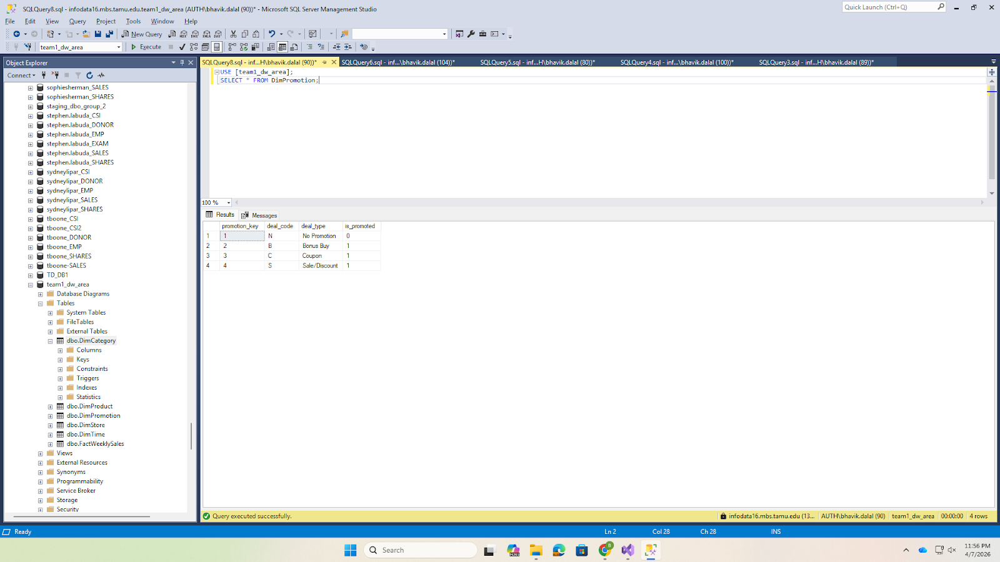 SQLQuery8.sql - infodata16.mbs.tamu.edu.team1_dw_area (AUTH\bhavik.dalal (90))* - Microsoft SQL Server Management Studio
Quick Launch (Ctrl+Q)
File Edit View Query Project Tools Window Help
New Query
team1_dw_area
Execute
Object Explorer
Connect
sophiesherman_SALES
sophiesherman_SHARES
staging_dbo_group_2
stephen.labuda_CSI
stephen.labuda_DONOR
stephen.labuda_EMP
stephen.labuda_EXAM
stephen.labuda_SALES
stephen.labuda_SHARES
sydneylipar_CSI
sydneylipar_DONOR
sydneylipar_EMP
sydneylipar_SALES
sydneylipar_SHARES
tboone_CSI
tboone_CSI2
tboone_DONOR
tboone_EMP
tboone_SHARES
tboone-SALES
TD_DB1
team1_dw_area
Database Diagrams
Tables
System Tables
FileTables
External Tables
dbo.DimCategory
Columns
Keys
Constraints
Triggers
Indexes
Statistics
dbo.DimProduct
dbo.DimPromotion
dbo.DimStore
dbo.DimTime
dbo.FactWeeklySales
Views
External Resources
Synonyms
Programmability
Service Broker
Storage
Security
SQLQuery8.sql - inf...H\bhavik.dalal (90))* SQLQuery6.sql - inf...\bhavik.dalal (104))* SQLQuery5.sql - inf...H\bhavik.dalal (80))* SQLQuery4.sql - inf...\bhavik.dalal (100))* SQLQuery3.sql - inf...H\bhavik.dalal (89))*
USE [team1_dw_area];
SELECT * FROM DimPromotion;
100 %
Results Messages
promotion_key deal_code deal_type is_promoted
1 1 N No Promotion 0
2 2 B Bonus Buy 1
3 3 C Coupon 1
4 4 S Sale/Discount 1
Query executed successfully. infodata16.mbs.tamu.edu (13... AUTH\bhavik.dalal (90) team1_dw_area 00:00:00 4 rows
Ready Ln 2 Col 28 Ch 28 INS
Search
11:56 PM
4/7/2026